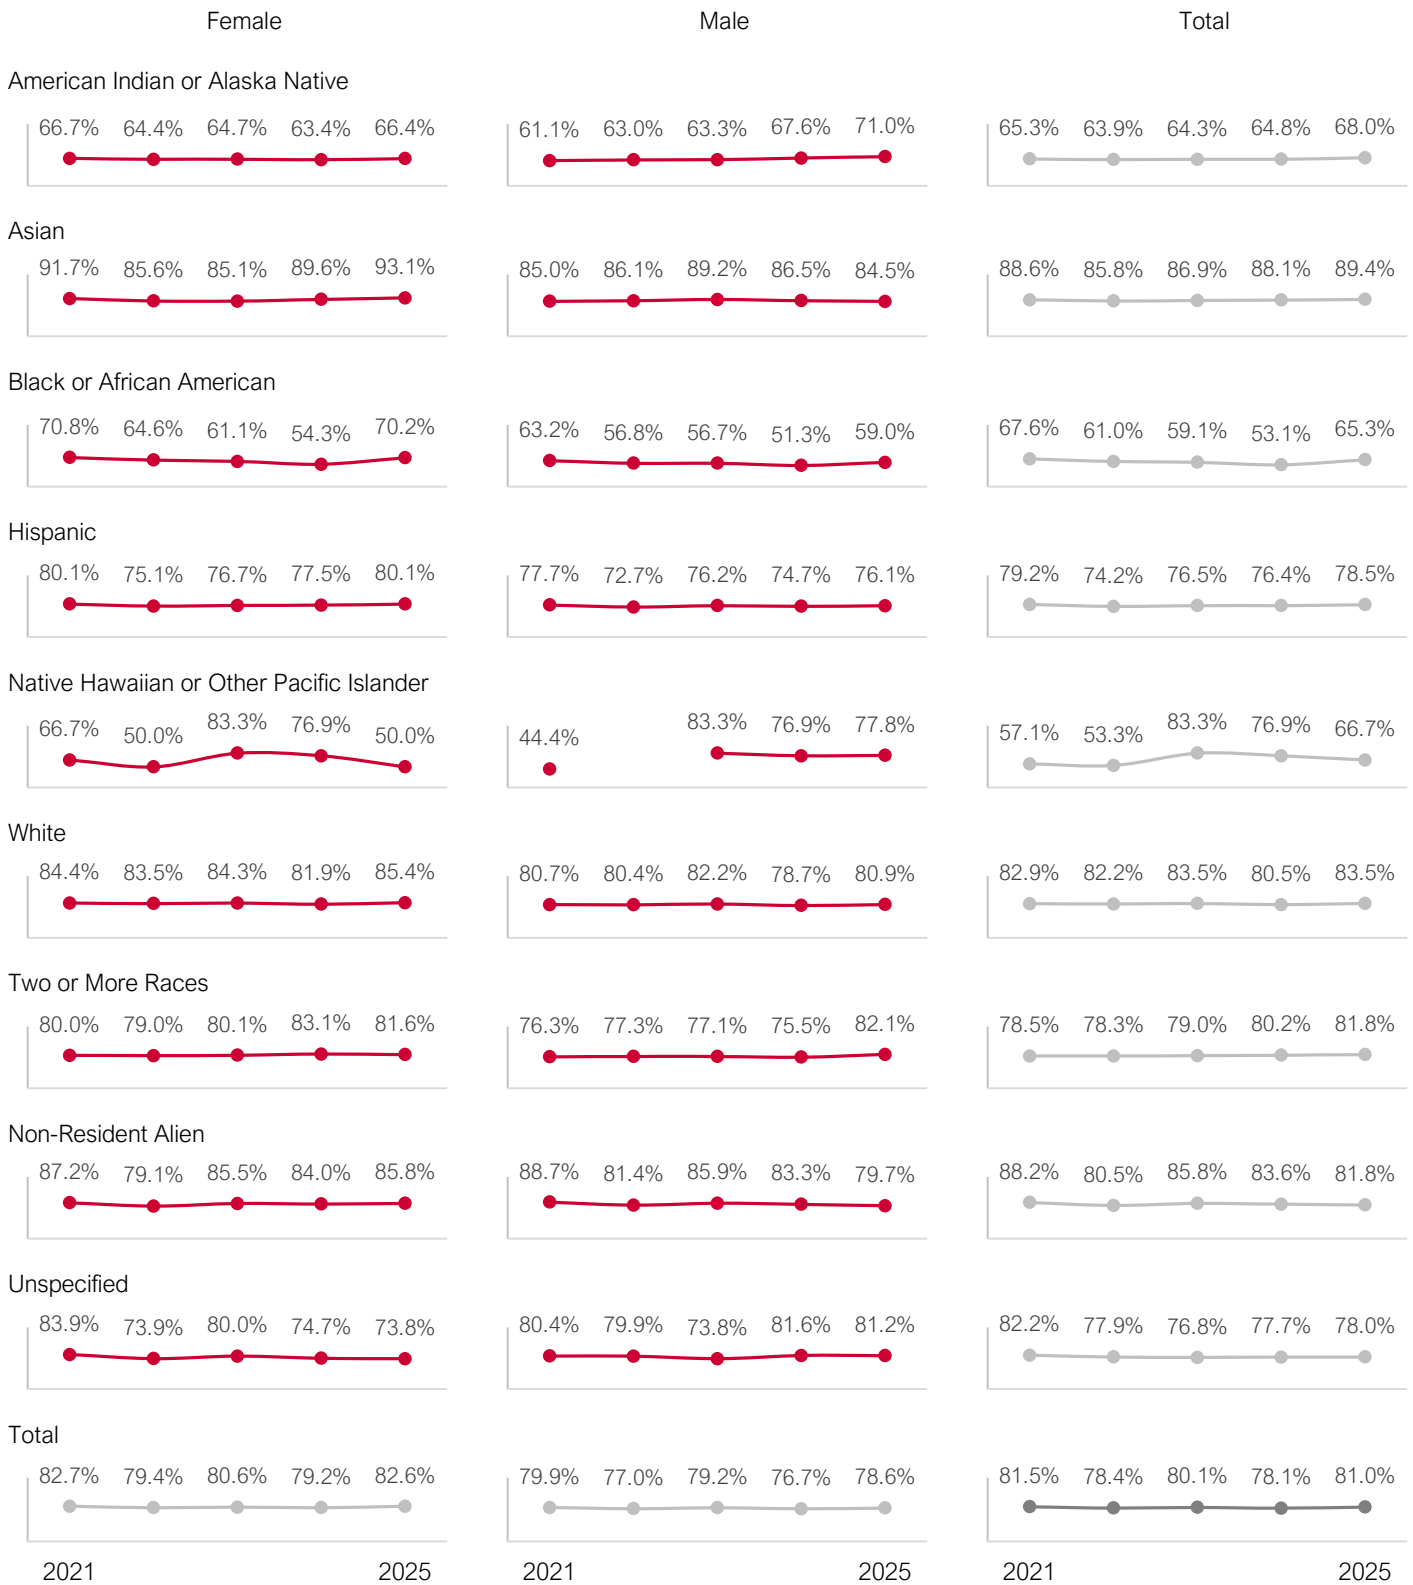 Female Male Total
American Indian or Alaska Native
66.7% 64.4% 64.7% 63.4% 66.4% 61.1% 63.0% 63.3% 67.6% 71.0% 65.3% 63.9% 64.3% 64.8% 68.0%
Asian
91.7% 85.6% 85.1% 89.6% 93.1% 85.0% 86.1% 89.2% 86.5% 84.5% 88.6% 85.8% 86.9% 88.1% 89.4%
Black or African American
70.8% 64.6% 61.1% 54.3% 70.2% 63.2% 56.8% 56.7% 51.3% 59.0% 67.6% 61.0% 59.1% 53.1% 65.3%
Hispanic
80.1% 75.1% 76.7% 77.5% 80.1% 77.7% 72.7% 76.2% 74.7% 76.1% 79.2% 74.2% 76.5% 76.4% 78.5%
Native Hawaiian or Other Pacific Islander
66.7% 50.0% 83.3% 76.9% 50.0% 44.4% 83.3% 76.9% 77.8% 57.1% 53.3% 83.3% 76.9% 66.7%
White
84.4% 83.5% 84.3% 81.9% 85.4% 80.7% 80.4% 82.2% 78.7% 80.9% 82.9% 82.2% 83.5% 80.5% 83.5%
Two or More Races
80.0% 79.0% 80.1% 83.1% 81.6% 76.3% 77.3% 77.1% 75.5% 82.1% 78.5% 78.3% 79.0% 80.2% 81.8%
Non-Resident Alien
87.2% 79.1% 85.5% 84.0% 85.8% 88.7% 81.4% 85.9% 83.3% 79.7% 88.2% 80.5% 85.8% 83.6% 81.8%
Unspecified
83.9% 73.9% 80.0% 74.7% 73.8% 80.4% 79.9% 73.8% 81.6% 81.2% 82.2% 77.9% 76.8% 77.7% 78.0%
Total
82.7% 79.4% 80.6% 79.2% 82.6% 79.9% 77.0% 79.2% 76.7% 78.6% 81.5% 78.4% 80.1% 78.1% 81.0%
2021 2025 2021 2025 2021 2025